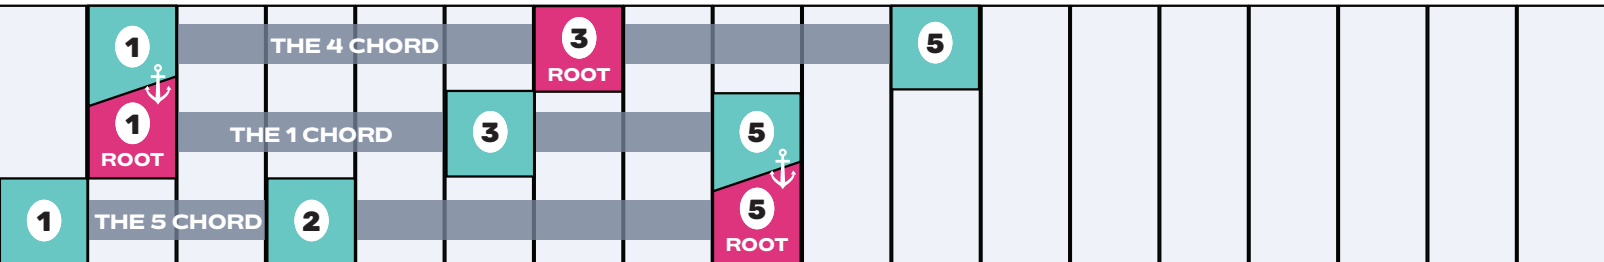 1 THE 4 CHORD 3 5
ROOT
1 THE 1 CHORD 3 5
ROOT
1 THE 5 CHORD 2 5
ROOT